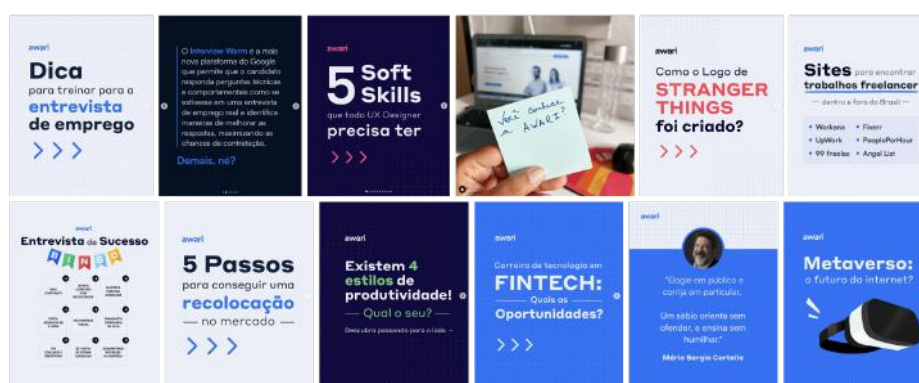 awari
Dica
para treinar para a
entrevista
de emprego
O Interview Warm é a mais
nova plataforma do Google
que permite que o candidato
responda perguntas técnicas
e comportamentais como se
estivesse em uma entrevista
de emprego real e identifica
maneiras de melhorar as
respostas, maximizando as
chances de contratação.
Demais, né?
awari
5 Soft
Skills
que todo UX Designer
precisa ter
Você conhece
a AWARI?
awari
Como o Logo de
STRANGER
THINGS
foi criado?
awari
Sites para encontrar
trabalhos freelancer
dentro e fora do Brasil
Workana
UpWork
99 Freelas
Fiverr
PeoplePerHour
Angel List
awari
Entrevista de Sucesso
BINGO
awari
5 Passos
para conseguir uma
recolocação
no mercado
awari
Existem 4
estilos de
produtividade!
Qual o seu?
Descubra passando para o lado
awari
Carreira de tecnologia em
FINTECH:
Quais as
Oportunidades?
awari
"Elogie em público e
corrija em particular.
Um sábio orienta sem
ofender, e ensina sem
humilhar."
Mário Sergio Cortella
awari
Metaverso:
o futuro da internet?